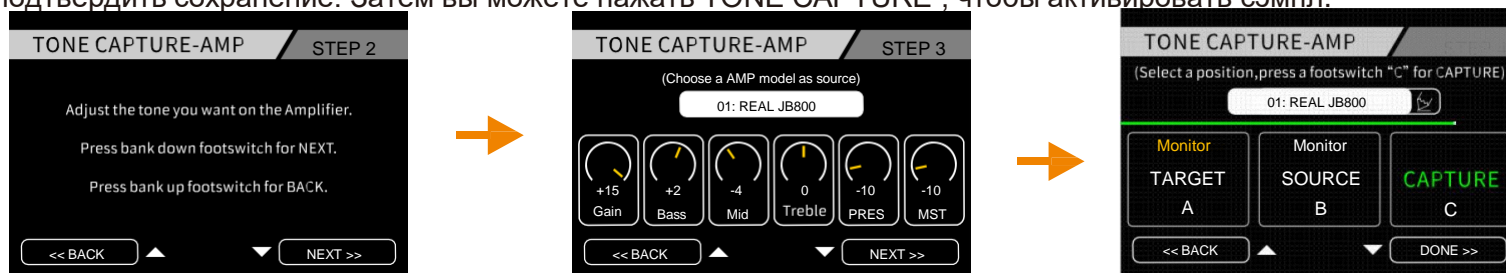 подтвердить сохранение. Затем вы можете нажать TONE CAPTURE , чтобы активировать сэмпл.
TONE CAPTURE-AMP
STEP 2
Adjust the tone you want on the Amplifier.
Press bank down footswitch for NEXT.
Press bank up footswitch for BACK.
<< BACK
NEXT >>
TONE CAPTURE-AMP
STEP 3
(Choose a AMP model as source)
01: REAL JB800
+15
Gain
+2
Bass
-4
Mid
0
Treble
-10
PRES
-10
MST
<< BACK
NEXT >>
TONE CAPTURE-AMP
(Select a position,press a footswitch “C” for CAPTURE)
01: REAL JB800
Monitor
TARGET
A
Monitor
SOURCE
B
CAPTURE
C
<< BACK
DONE >>